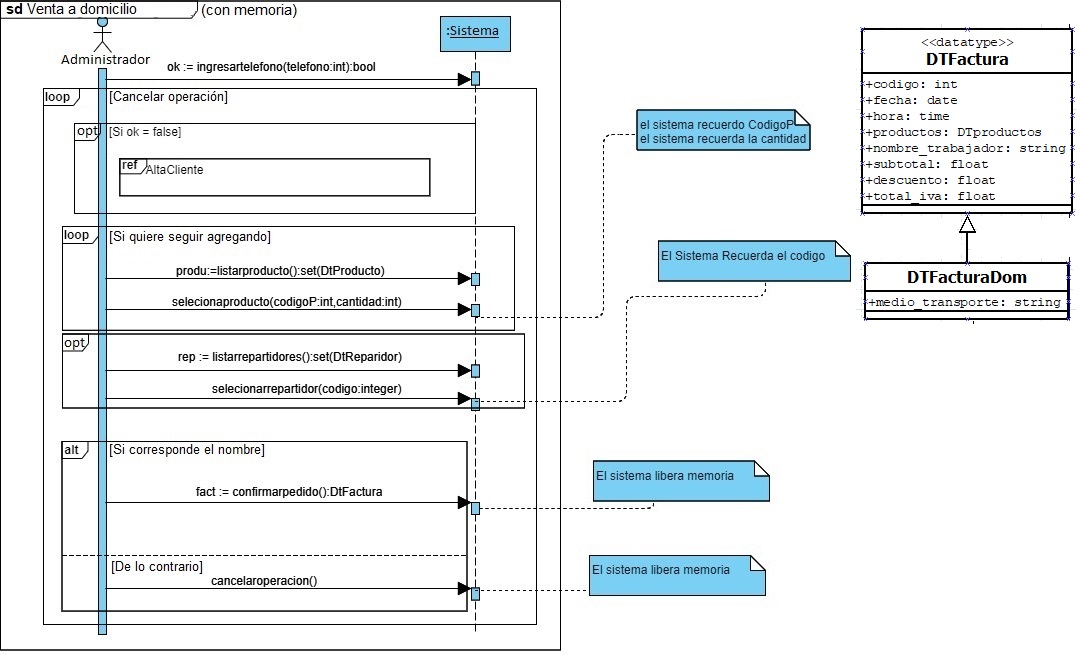 sd Venta a domicilio (con memoria)
:Sistema
Administrador
ok := ingresartelefono(telefono:int):bool
loop [Cancelar operación]
opt [Si ok = false]
ref AltaCliente
loop [Si quiere seguir agregando]
produ:=listarproducto():set(DtProducto)
selecionaproducto(codigoP:int,cantidad:int)
opt
rep := listarrepartidores():set(DtReparidor)
selecionarrepartidor(codigo:integer)
alt [Si corresponde el nombre]
fact := confirmarpedido():DtFactura
[De lo contrario]
cancelaroperacion()
el sistema recuerdo CodigoP
el sistema recuerda la cantidad
El Sistema Recuerda el codigo
El sistema libera memoria
El sistema libera memoria
<<datatype>>
DTFactura
+codigo: int
+fecha: date
+hora: time
+productos: DTproductos
+nombre_trabajador: string
+subtotal: float
+descuento: float
+total_iva: float
DTFacturaDom
+medio_transporte: string